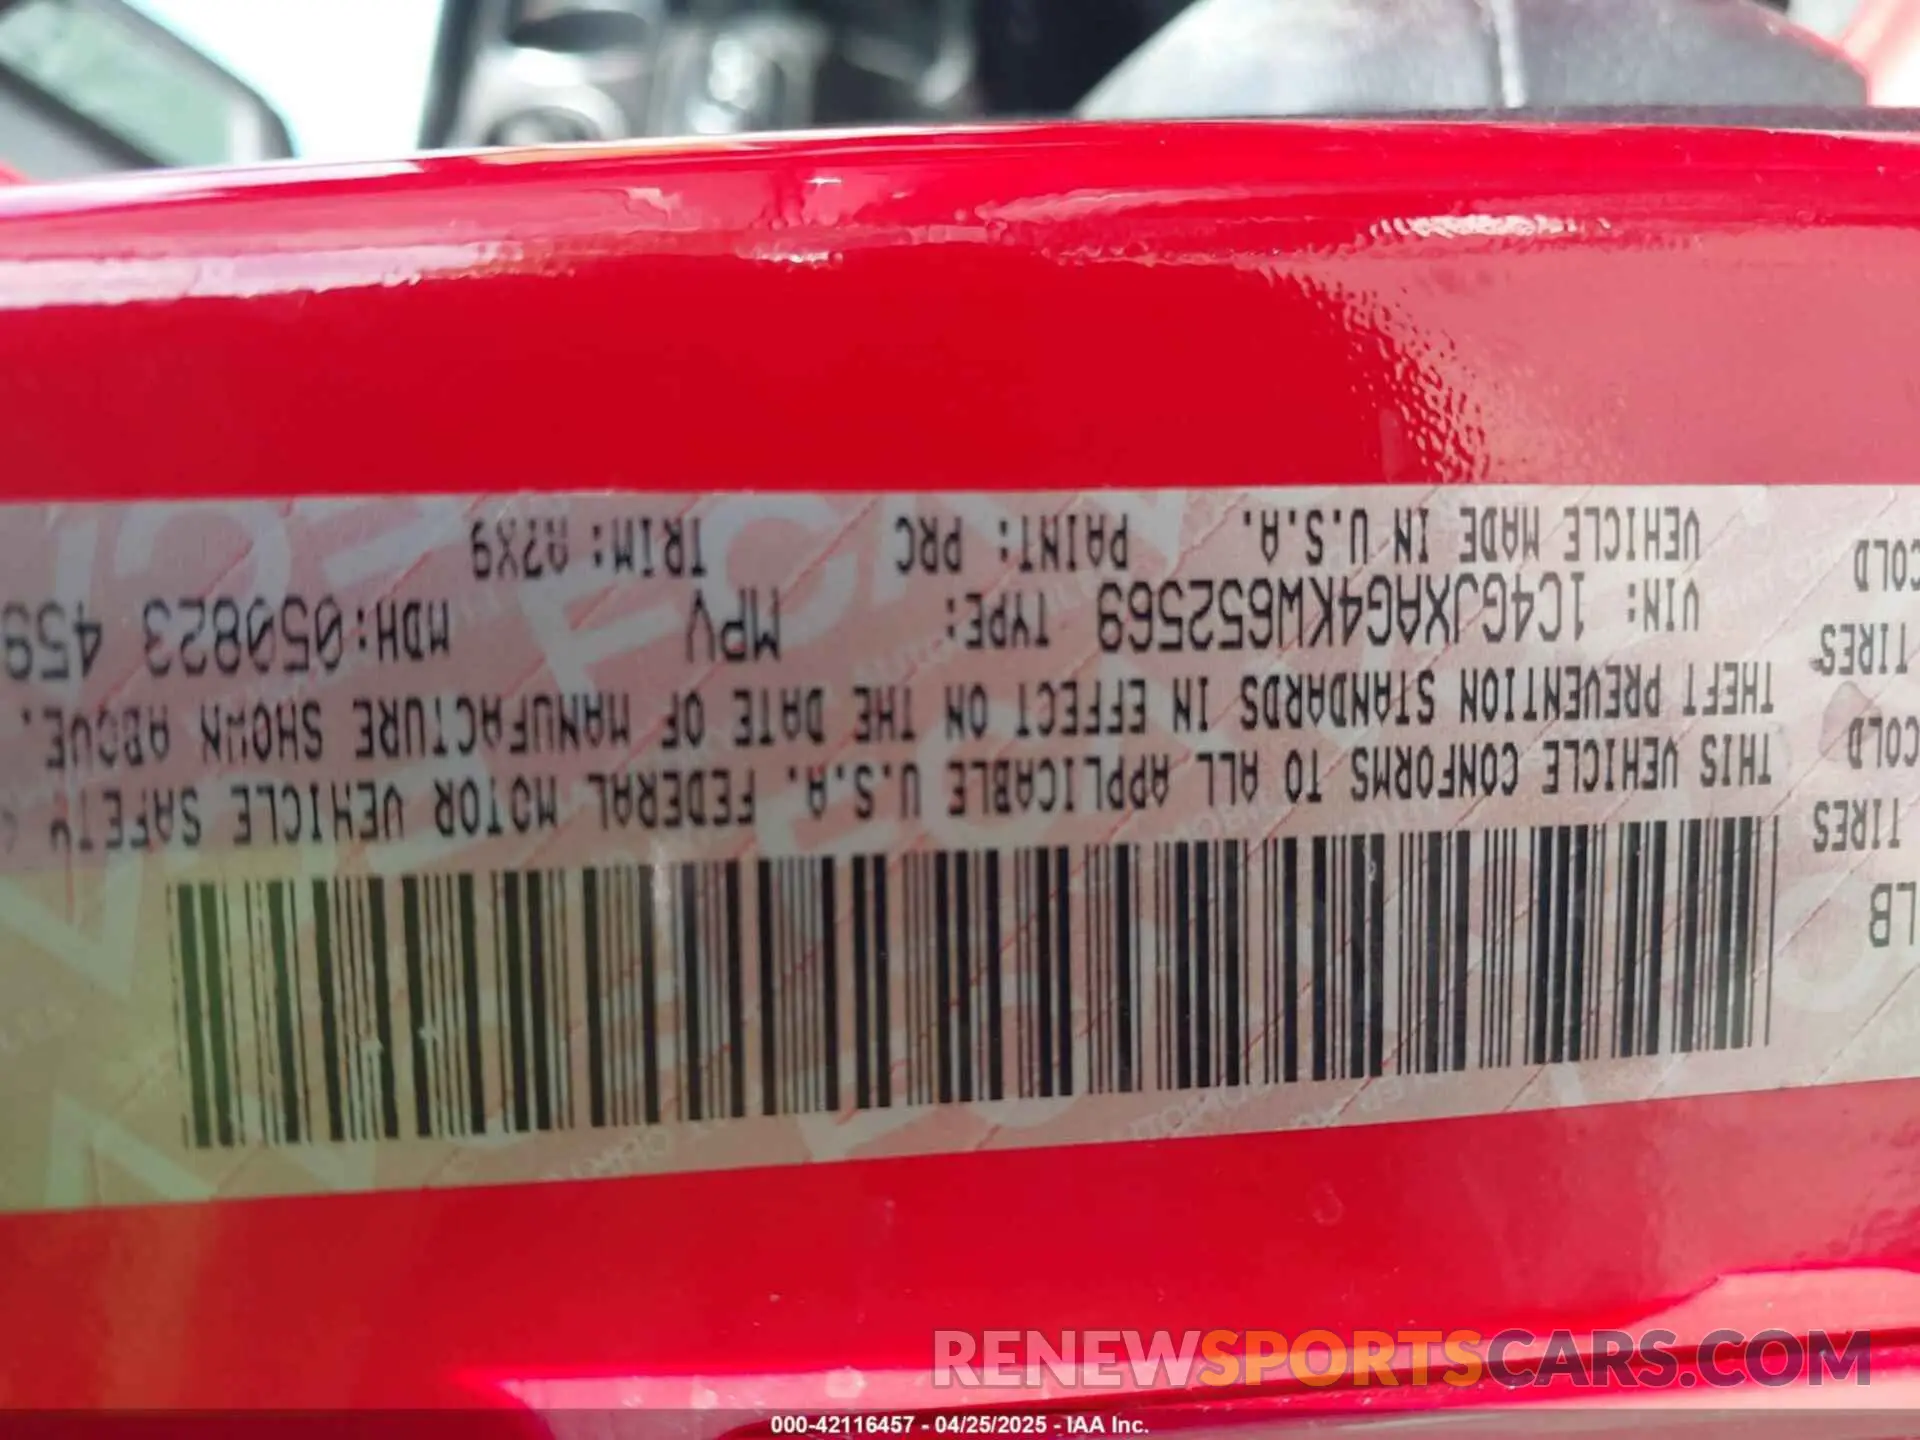 LB
TIRES
COLD
TIRES
COLD
THIS VEHICLE CONFORMS TO ALL APPLICABLE U.S.A. FEDERAL MOTOR VEHICLE SAFETY
THEFT PREVENTION STANDARDS IN EFFECT ON THE DATE OF MANUFACTURE SHOWN ABOVE.
VIN: 1C4GJXAG4KW652569 TYPE: MPV MDH:050823 459
VEHICLE MADE IN U.S.A. PAINT: PRC TRIM:
RENEWSPORTSCARS.COM
000-42116457 - 04/25/2025 - IAA Inc.